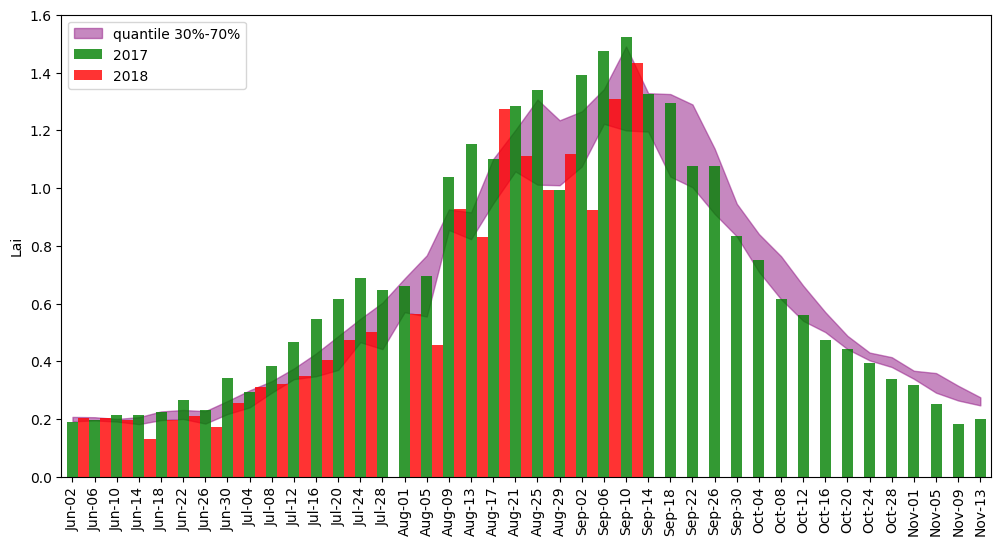 quantile 30%-70%
2017
2018
1.6
1.4
1.2
1.0
0.8
0.6
0.4
0.2
0.0
Lai
Jun-02
Jun-06
Jun-10
Jun-14
Jun-18
Jun-22
Jun-26
Jun-30
Jul-04
Jul-08
Jul-12
Jul-16
Jul-20
Jul-24
Jul-28
Aug-01
Aug-05
Aug-09
Aug-13
Aug-17
Aug-21
Aug-25
Aug-29
Sep-02
Sep-06
Sep-10
Sep-14
Sep-18
Sep-22
Sep-26
Sep-30
Oct-04
Oct-08
Oct-12
Oct-16
Oct-20
Oct-24
Oct-28
Nov-01
Nov-05
Nov-09
Nov-13